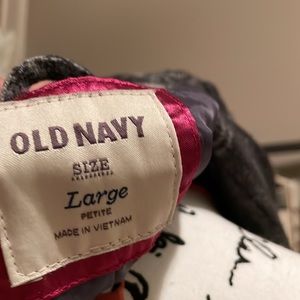 OLD NAVY
SIZE
Large
PETITE
MADE IN VIETNAM